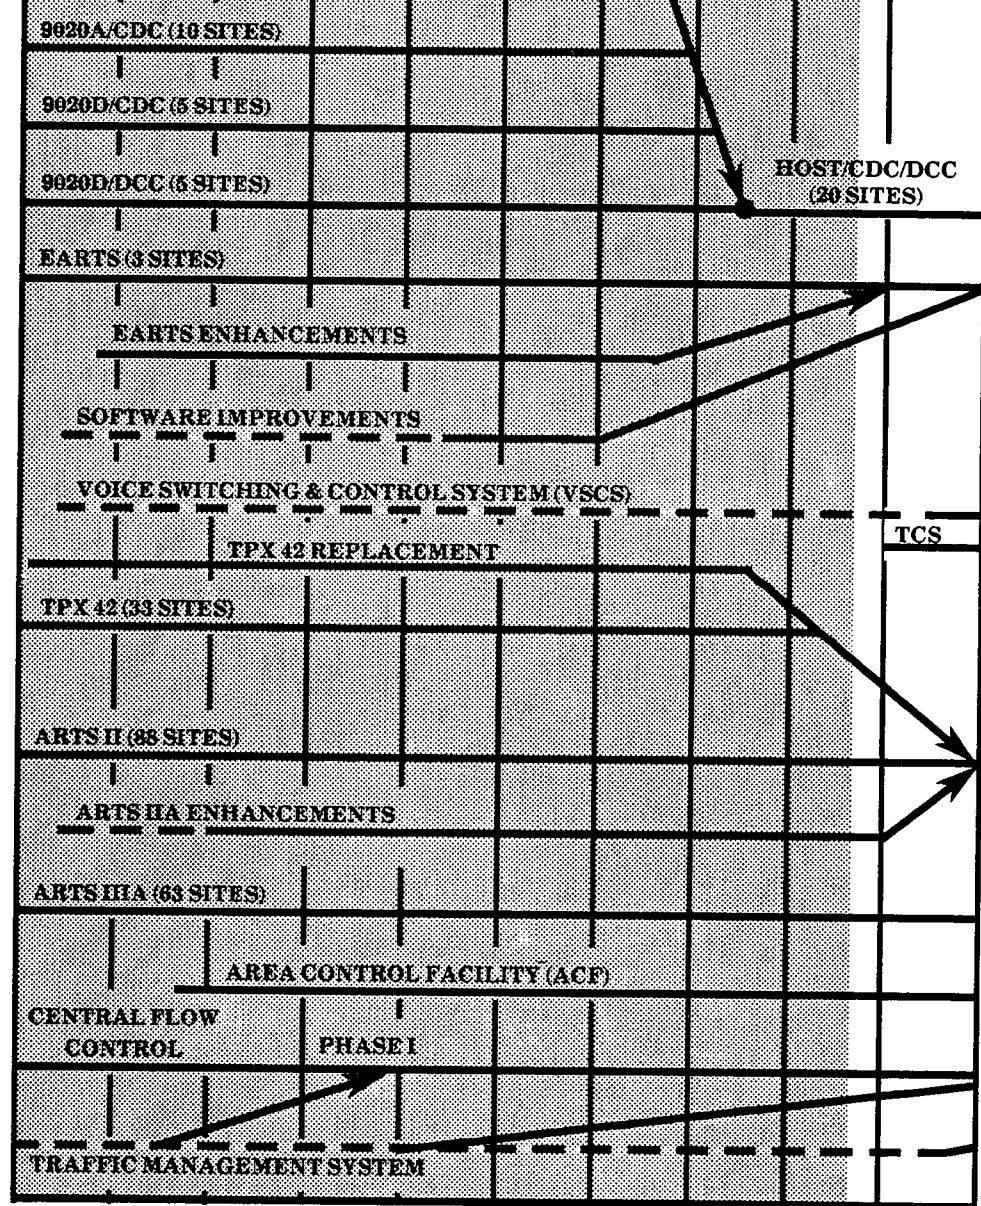 9020A/CDC (10 SITES)
9020D/CDC (5 SITES)
9020D/DCC (5 SITES)
HOST/CDC/DCC
(20 SITES)
EARTS (3 SITES)
EARTS ENHANCEMENTS
SOFTWARE IMPROVEMENTS
VOICE SWITCHING & CONTROL SYSTEM (VSCS)
TCS
TPX 42 REPLACEMENT
TPX 42 (33 SITES)
ARTS II (88 SITES)
ARTS IIA ENHANCEMENTS
ARTS IIIA (63 SITES)
AREA CONTROL FACILITY (ACF)
CENTRAL FLOW
CONTROL
PHASE I
TRAFFIC MANAGEMENT SYSTEM